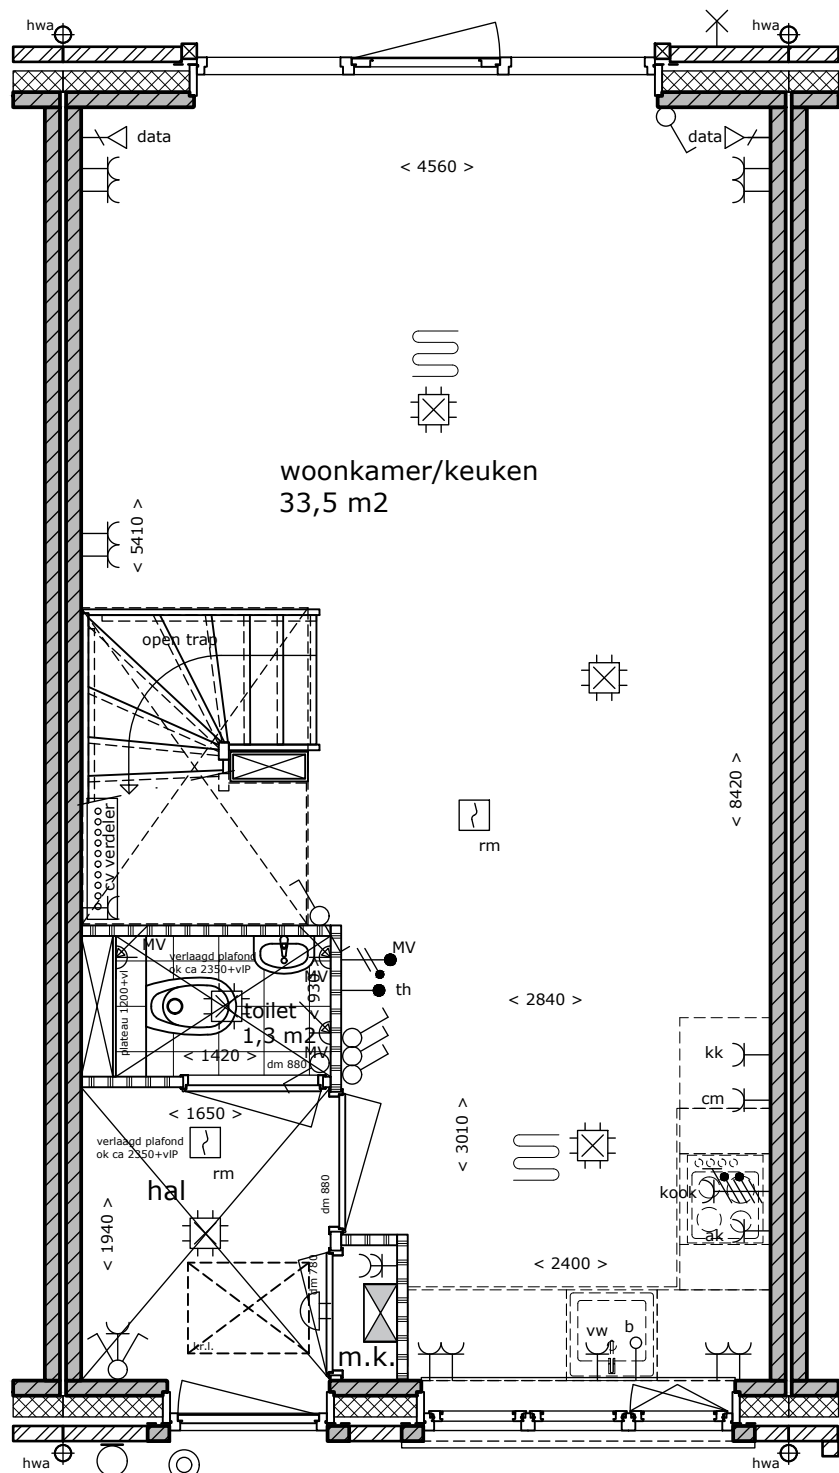 hwa
hwa
data
data
< 4560 >
woonkamer/keuken
33,5 m2
< 5410 >
open trap
< 8420 >
cv verdeler
rm
MV
verlaagd plafond
ok ca 2350+vlP
MV
MV
< 930 >
th
plateau 1200+vl
toilet
1,3 m2
< 2840 >
MV
< 1420 >
dm 880
kk
cm
< 1650 >
verlaagd plafond
ok ca 2350+vlP
rm
< 3010 >
hal
dm 880
kook
ak
< 1940 >
dm 780
< 2400 >
kr.l.
m.k.
vw
b
hwa
hwa